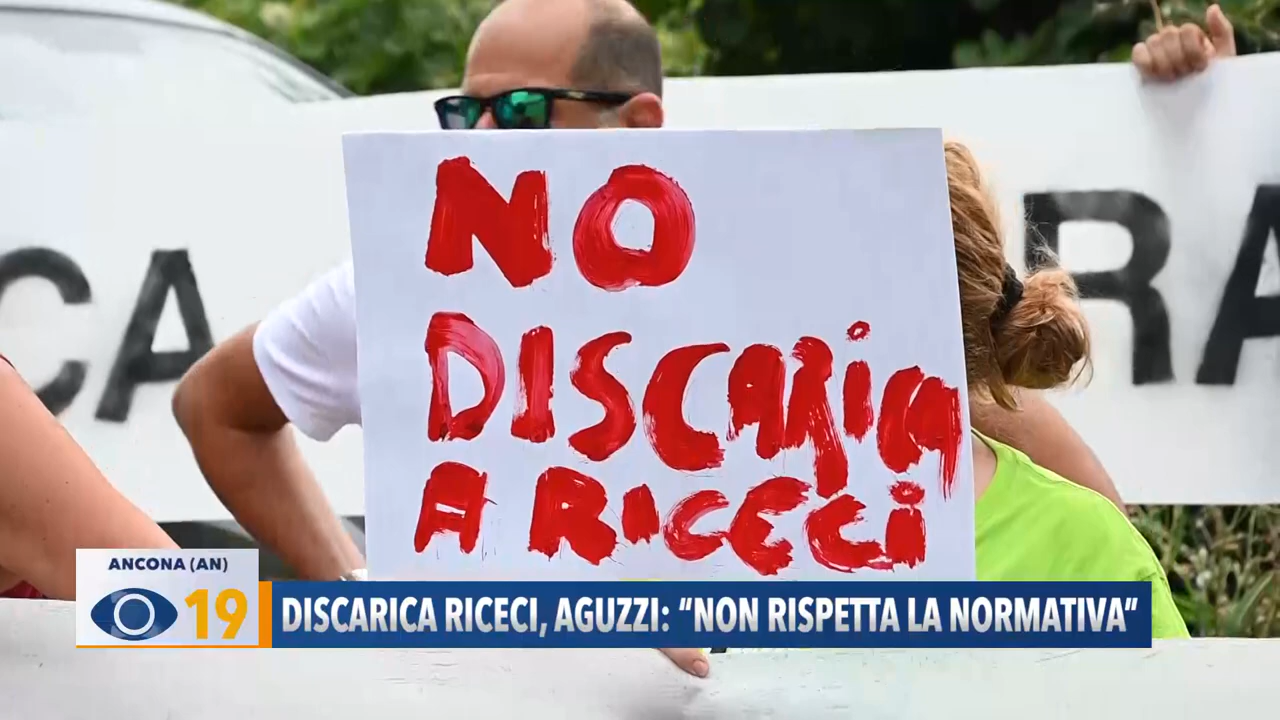 NO
DISCARiCa
A RICECi
CA
RA
ANCONA (AN)
19
DISCARICA RICECI, AGUZZI: “NON RISPETTA LA NORMATIVA“